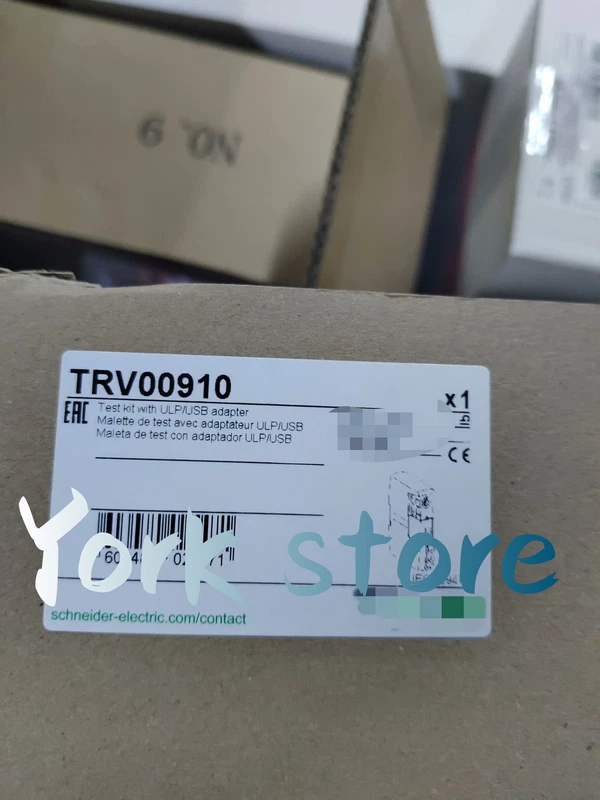 NO. 9
TRV00910
x1
EAC
Test kit with ULP/USB adapter
Malette de test avec adaptateur ULP/USB
Maleta de test con adaptador ULP/USB
CE
York store
schneider-electric.com/contact